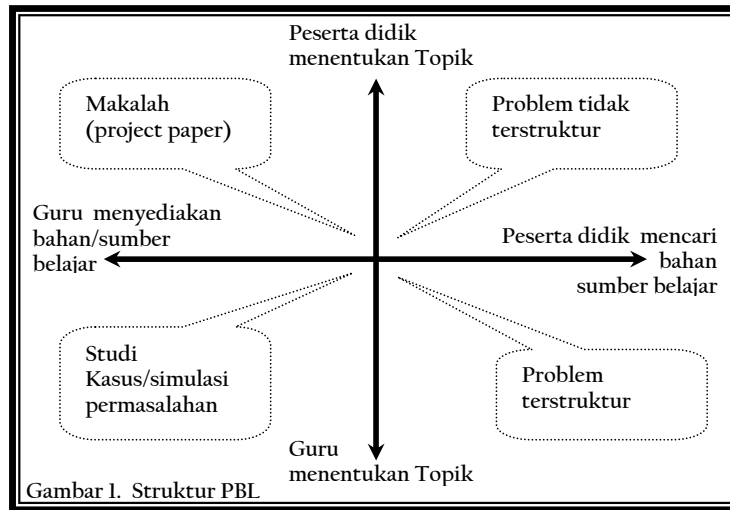 Peserta didik
menentukan Topik
Makalah
(project paper)
Problem tidak
terstruktur
Guru menyediakan
bahan/sumber
belajar
Peserta didik mencari
bahan
sumber belajar
Studi
Kasus/simulasi
permasalahan
Problem
terstruktur
Guru
menentukan Topik
Gambar 1. Struktur PBL